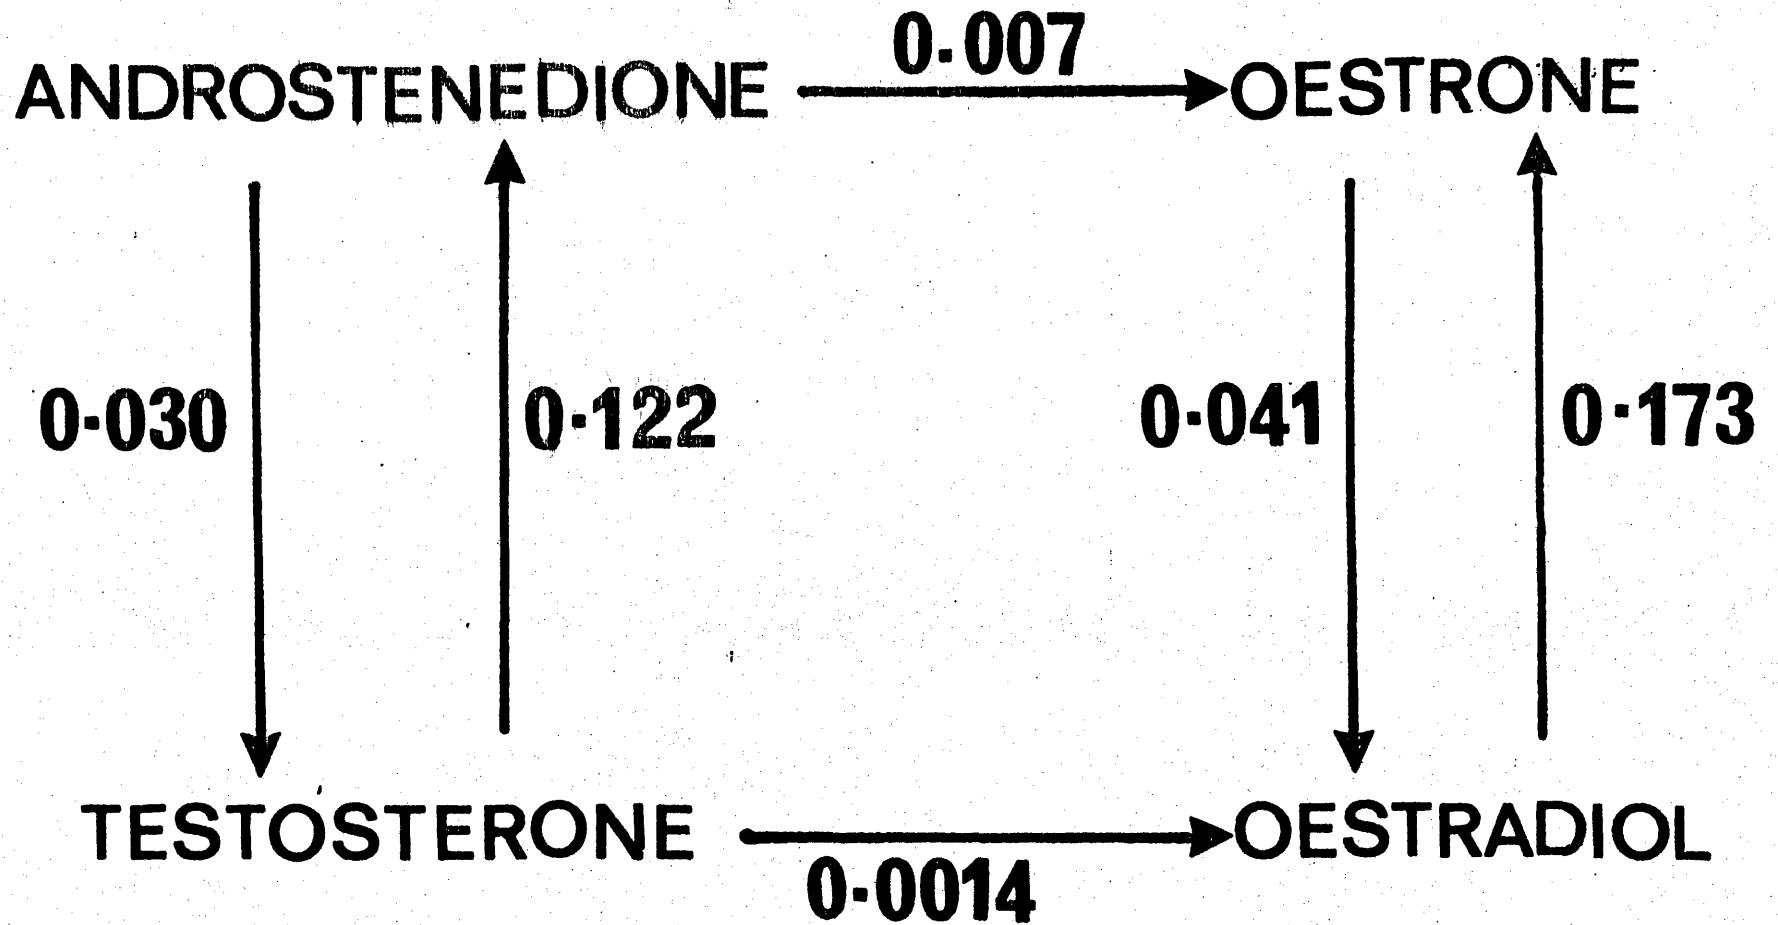 0·007
ANDROSTENEDIONE OESTRONE
0·030 0·122 0·041 0·173
TESTOSTERONE OESTRADIOL
0·0014